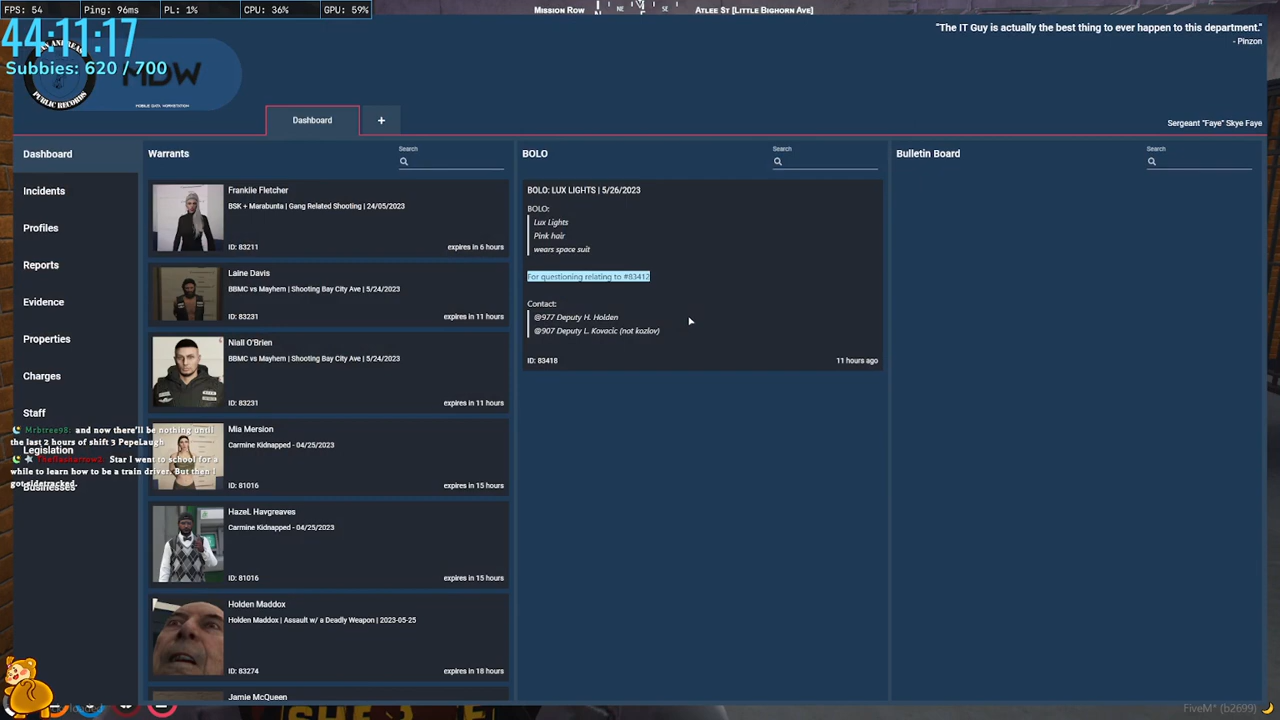 FPS: 54
Ping: 96ms
PL: 1%
CPU: 36%
GPU: 59%
Mission Row
NE
SE
Atlee St [Little Bighorn Ave]
44:11:17
Subbies: 620 / 700
"The IT Guy is actually the best thing to ever happen to this department."
- Pinzon
MDW
PUBLIC RECORDS
MOBILE DATA WORKSTATION
Dashboard
+
Sergeant "Faye" Skye Faye
Dashboard
Incidents
Profiles
Reports
Evidence
Properties
Charges
Staff
Legislation
Businesses
Mrbtree98: and now there'll be nothing until
the last 2 hours of shift 3 PepeLaugh
Star I went to school for a
while to learn how to be a train driver. But then I
got sidetracked.
Warrants
Search
Frankiie Fletcher
BSK + Marabunta | Gang Related Shooting | 24/05/2023
ID: 83211
expires in 6 hours
Laine Davis
BBMC vs Mayhem | Shooting Bay City Ave | 5/24/2023
ID: 83231
expires in 11 hours
Niall O'Brien
BBMC vs Mayhem | Shooting Bay City Ave | 5/24/2023
ID: 83231
expires in 11 hours
Mia Mersion
Carmine Kidnapped - 04/25/2023
ID: 81016
expires in 15 hours
HazeL Havgreaves
Carmine Kidnapped - 04/25/2023
ID: 81016
expires in 15 hours
Holden Maddox
Holden Maddox | Assault w/ a Deadly Weapon | 2023-05-25
ID: 83274
expires in 18 hours
Jamie McQueen
BOLO
Search
BOLO: LUX LIGHTS | 5/26/2023
BOLO:
Lux Lights
Pink hair
wears space suit
For questioning relating to #83412
Contact:
@977 Deputy H. Holden
@907 Deputy L. Kovacic (not kozlov)
ID: 83418
11 hours ago
Bulletin Board
Search
FiveM* (b2699)